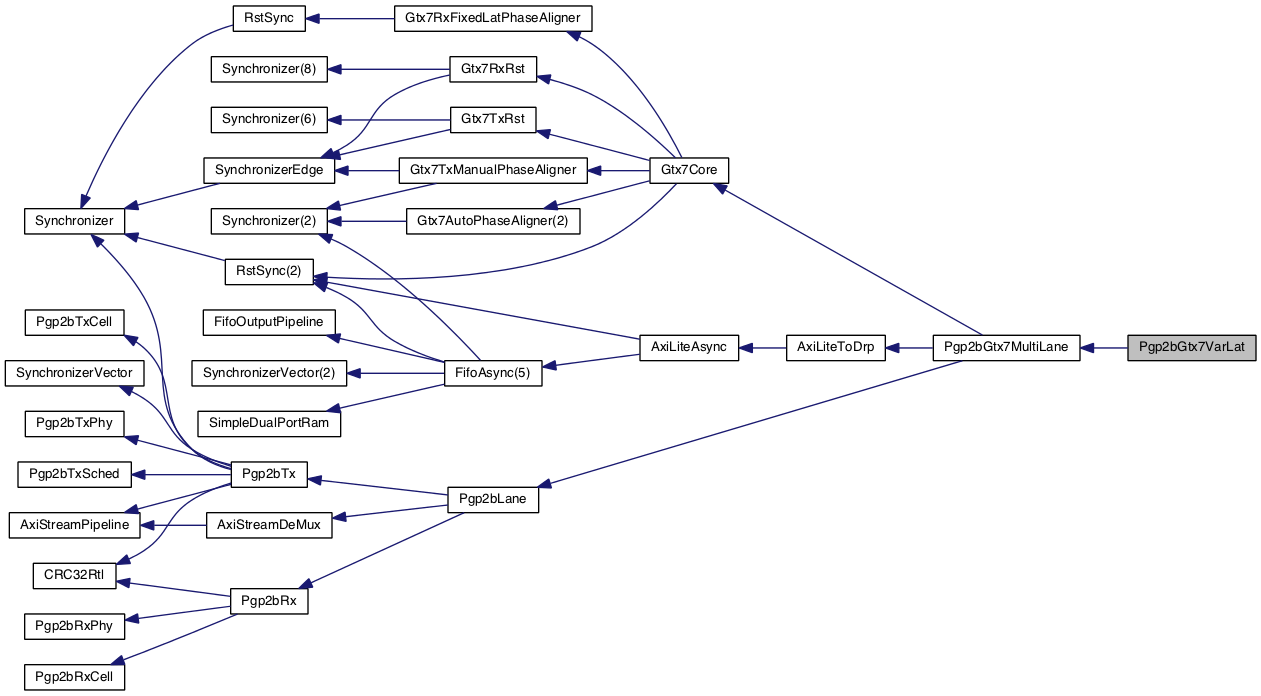 RstSync
Gtx7RxFixedLatPhaseAligner
Synchronizer(8)
Gtx7RxRst
Synchronizer(6)
Gtx7TxRst
SynchronizerEdge
Gtx7TxManualPhaseAligner
Gtx7Core
Synchronizer
Synchronizer(2)
Gtx7AutoPhaseAligner(2)
RstSync(2)
Pgp2bTxCell
FifoOutputPipeline
AxiLiteAsync
AxiLiteToDrp
Pgp2bGtx7MultiLane
Pgp2bGtx7VarLat
SynchronizerVector
SynchronizerVector(2)
FifoAsync(5)
Pgp2bTxPhy
SimpleDualPortRam
Pgp2bTxSched
Pgp2bTx
Pgp2bLane
AxiStreamPipeline
AxiStreamDeMux
CRC32Rtl
Pgp2bRx
Pgp2bRxPhy
Pgp2bRxCell